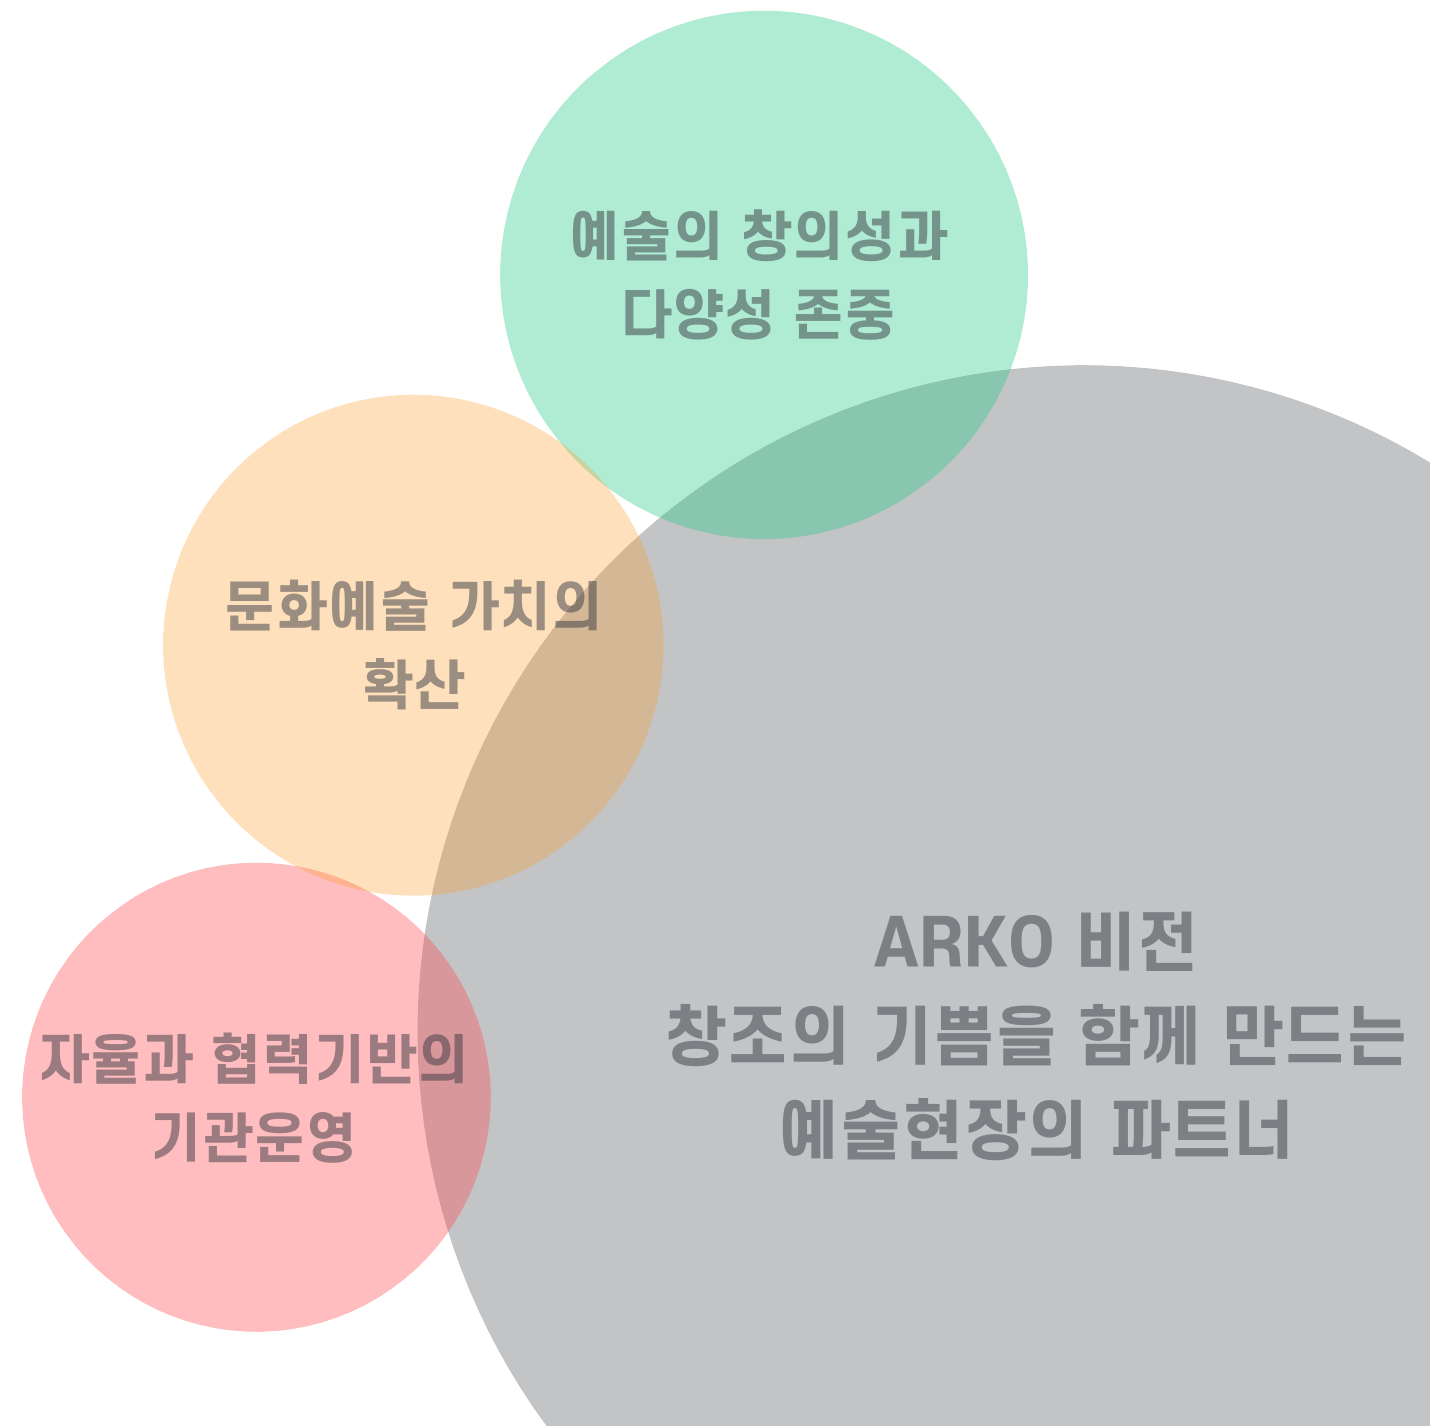 예술의 창의성과
다양성 존중
문화예술 가치의
확산
ARKO 비전
창조의 기쁨을 함께 만드는
예술현장의 파트너
자율과 협력기반의
기관운영